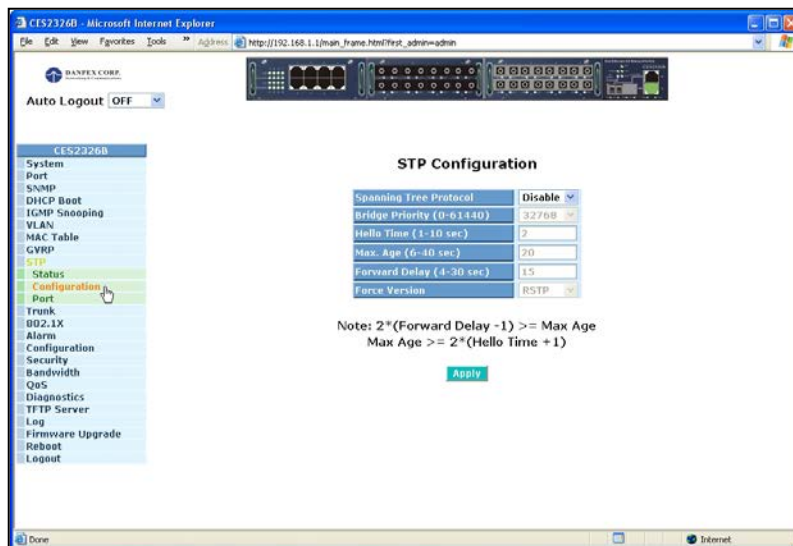 CES2326B - Microsoft Internet Explorer
File Edit View Favorites Tools » Address http://192.168.1.1/main_frame.html?first_admin=admin
DANPEX CORP.
Auto Logout OFF
CES2326B
System
Port
SNMP
DHCP Boot
IGMP Snooping
VLAN
MAC Table
GVRP
STP
Status
Configuration
Port
Trunk
802.1X
Alarm
Configuration
Security
Bandwidth
QoS
Diagnostics
TFTP Server
Log
Firmware Upgrade
Reboot
Logout
STP Configuration
Spanning Tree Protocol Disable
Bridge Priority (0-61440) 32768
Hello Time (1-10 sec) 2
Max. Age (6-40 sec) 20
Forward Delay (4-30 sec) 15
Force Version RSTP
Note: 2*(Forward Delay -1) >= Max Age
Max Age >= 2*(Hello Time +1)
Apply
Done Internet